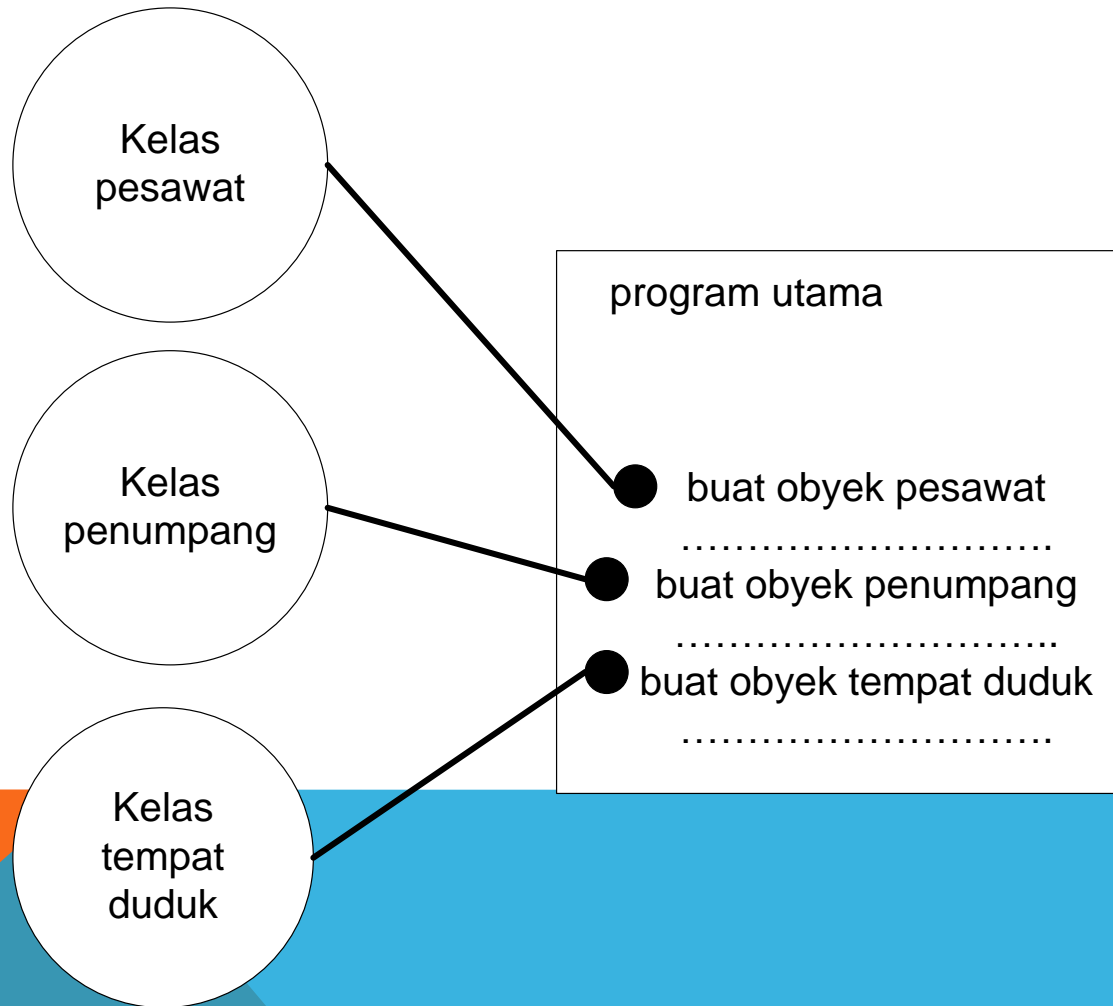 Kelas
pesawat
Kelas
penumpang
Kelas
tempat
duduk
program utama
buat obyek pesawat
……………………………
buat obyek penumpang
……………………………..
buat obyek tempat duduk
……………………………